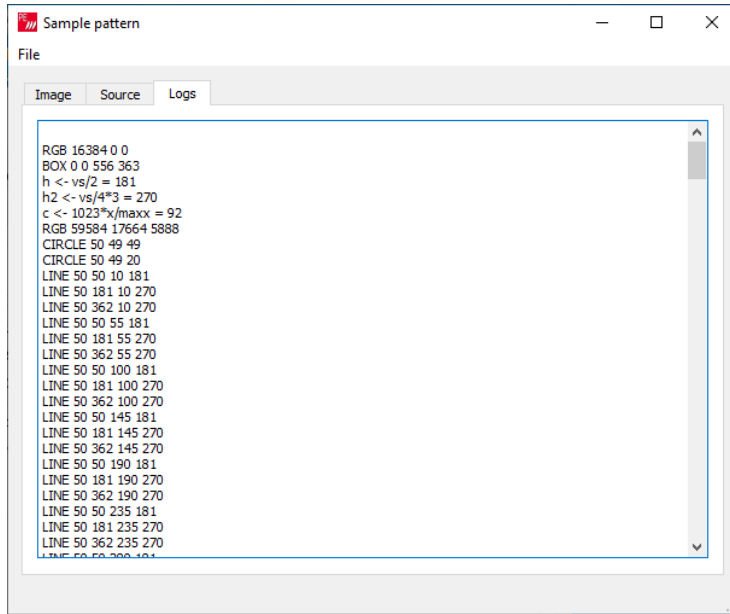 PE
m
Sample pattern
File
Image Source Logs
RGB 16384 0 0
BOX 0 0 556 363
h <- vs/2 = 181
h2 <- vs/4*3 = 270
c <- 1023*x/maxx = 92
RGB 59584 17664 5888
CIRCLE 50 49 49
CIRCLE 50 49 20
LINE 50 50 10 181
LINE 50 181 10 270
LINE 50 362 10 270
LINE 50 50 55 181
LINE 50 181 55 270
LINE 50 362 55 270
LINE 50 50 100 181
LINE 50 181 100 270
LINE 50 362 100 270
LINE 50 50 145 181
LINE 50 181 145 270
LINE 50 362 145 270
LINE 50 50 190 181
LINE 50 181 190 270
LINE 50 362 190 270
LINE 50 50 235 181
LINE 50 181 235 270
LINE 50 362 235 270